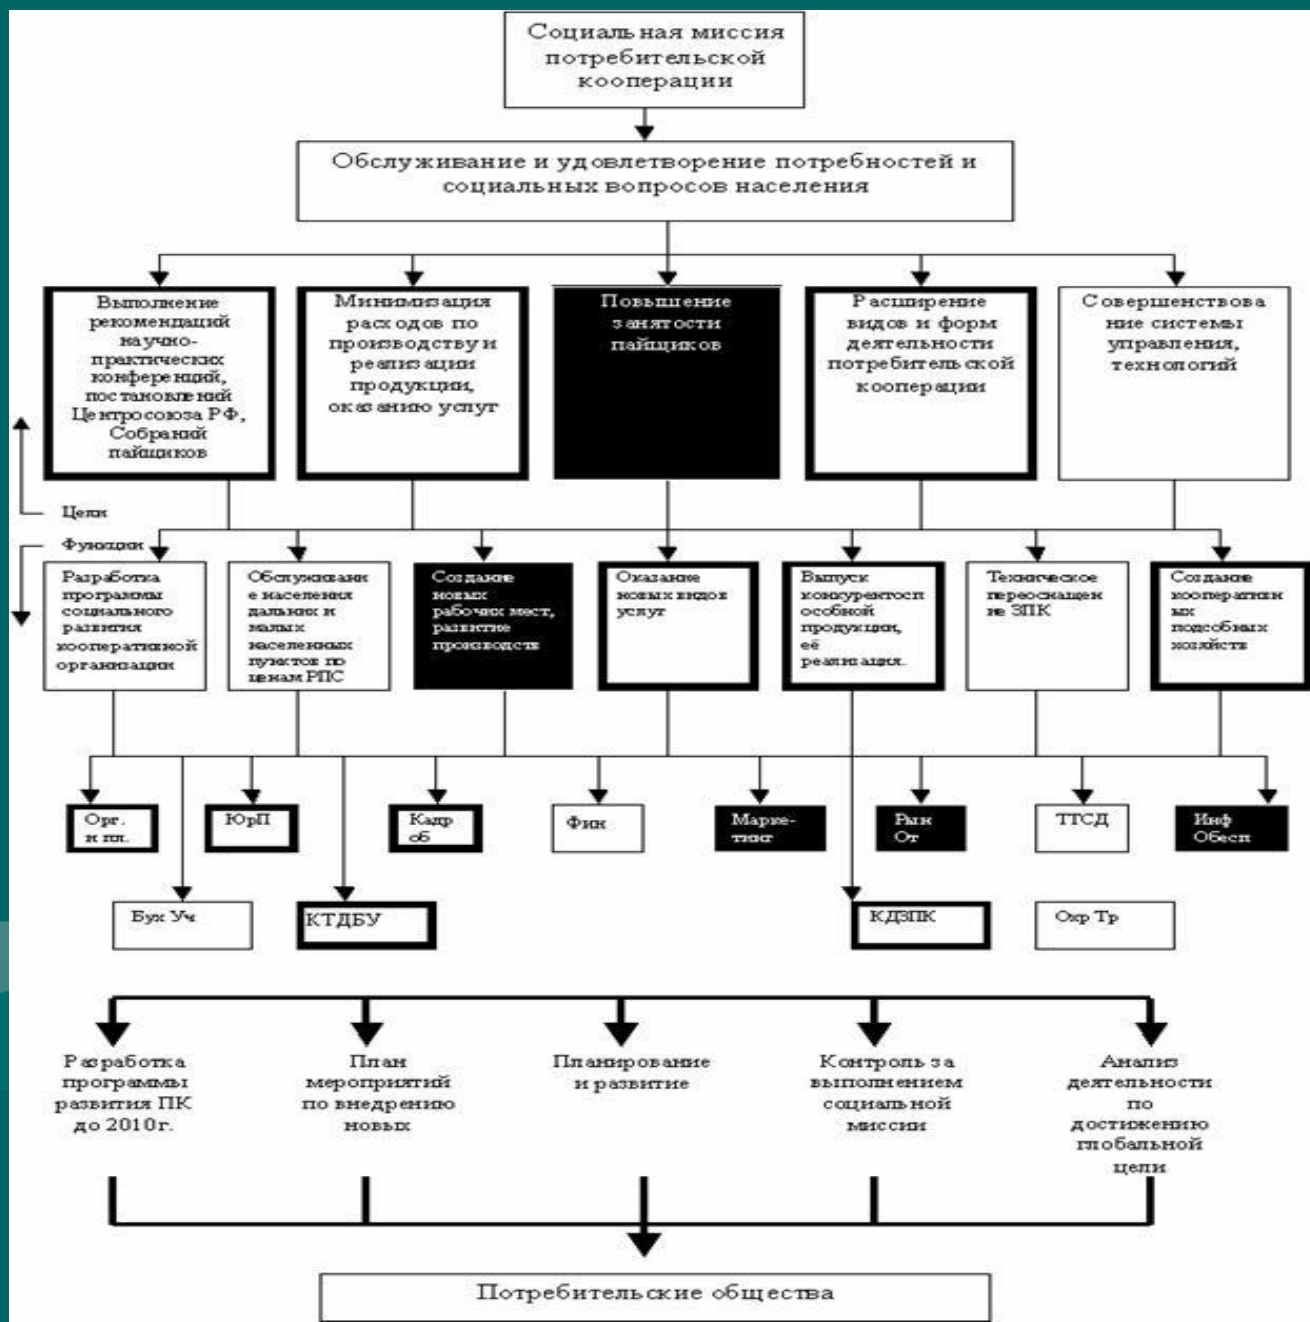 Социальная миссия
потребительской
кооперации
Обслуживание и удовлетворение потребностей и
социальных вопросов населения
Выполнение
рекомендаций
научно-
практических
конференций,
постановлений
Центросоюза РФ,
Собраний
пайщиков
Минимизация
расходов по
производству и
реализации
продукции,
оказанию услуг
Повышение
занятости
пайщиков
Расширение
видов и форм
деятельности
потребительской
кооперации
Совершенствова
ние системы
управления,
технологий
Цели
Функции
Разработка
программы
социального
развития
кооперативной
организации
Обслуживани
е населения
дальних и
малых
населенных
пунктов по
ценам РПС
Создание
новых
рабочих мест,
развитие
производств
Оказание
новых видов
услуг
Выпуск
конкурентосп
особной
продукции,
её
реализация.
Техническое
переоснащен
ие ЗПК
Создание
кооперативн
ых
подсобных
хозяйств
Орг.
и пл.
ЮрП
Кадр
об
Фин
Марке-
тинг
Рын
От
ТТСД
Инф
Обесп
Бух Уч
КТДБУ
КДЗПК
Охр Тр
Разработка
программы
развития ПК
до 2010г.
План
мероприятий
по внедрению
новых
Планирование
и развитие
Контроль за
выполнением
социальной
миссии
Анализ
деятельности
по
достижению
глобальной
цели
Потребительские общества